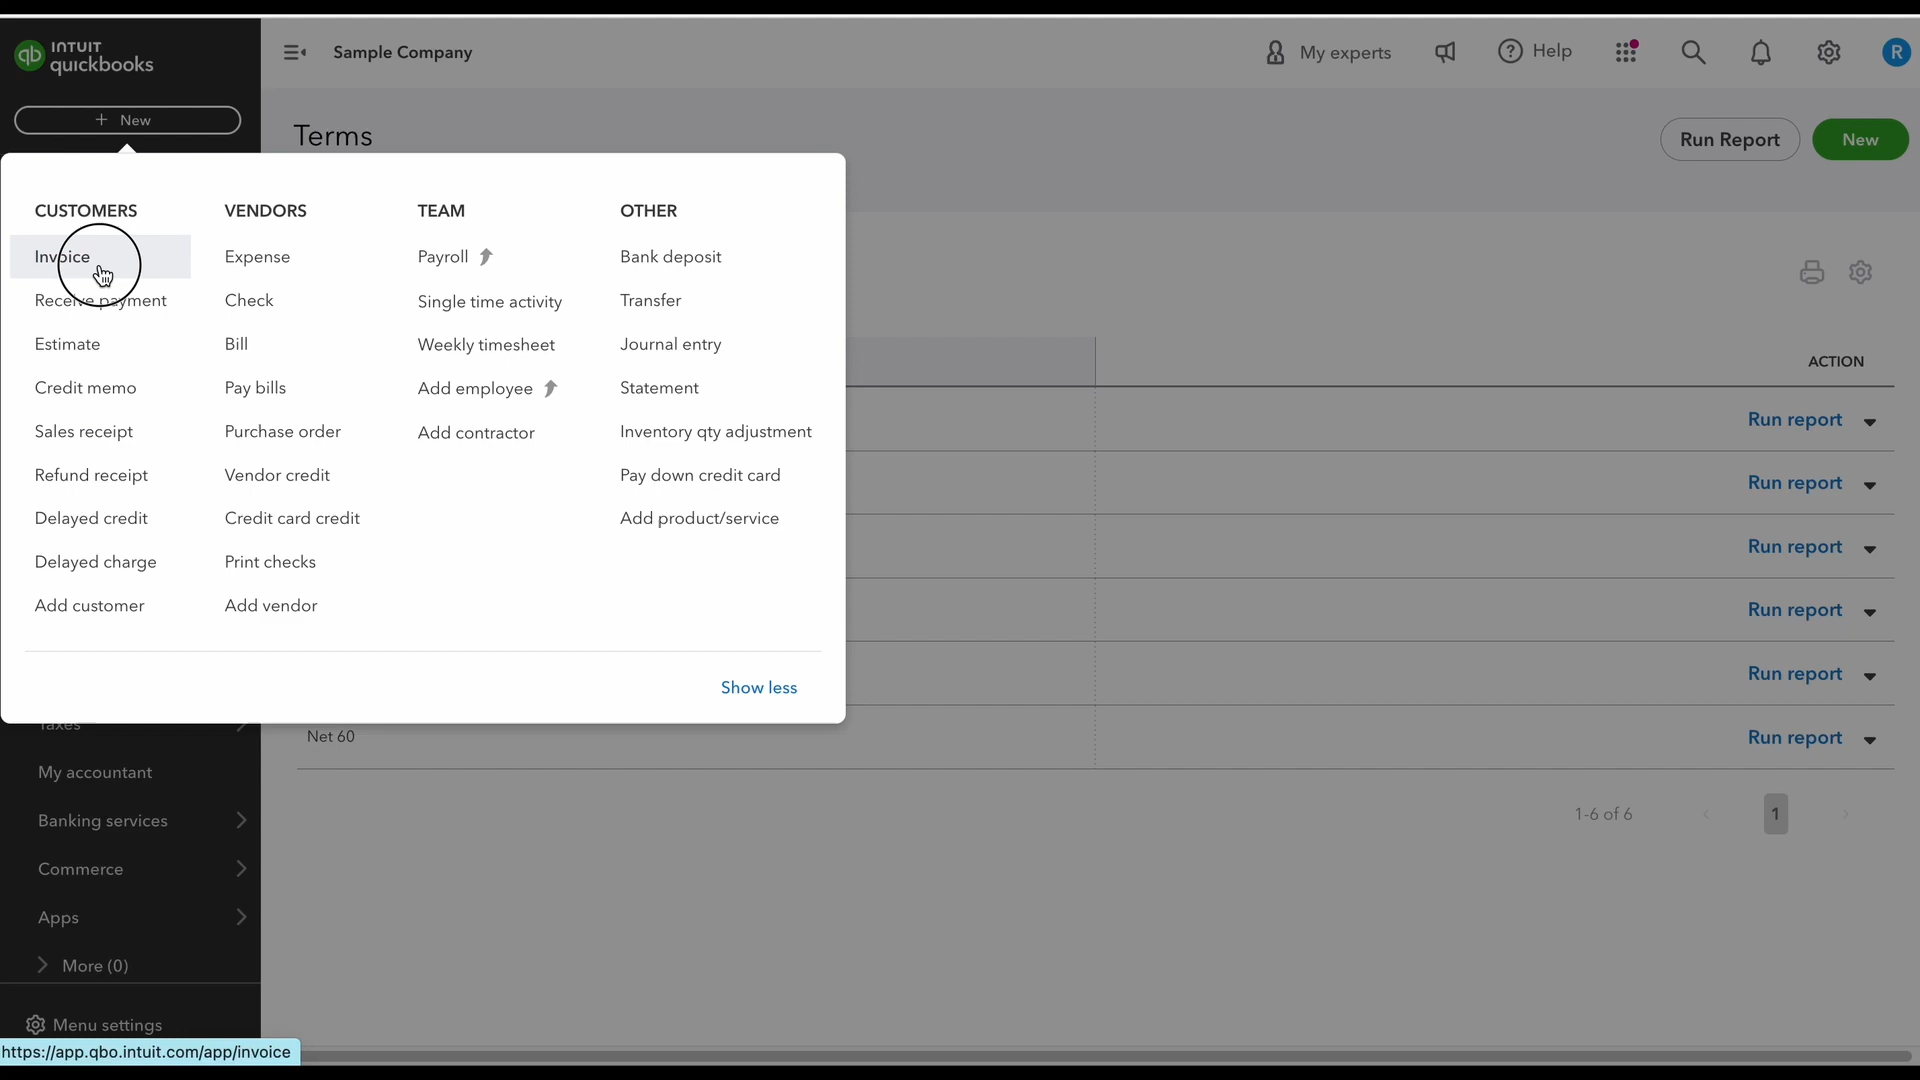 INTUIT
quickbooks
Sample Company
My experts
Help
R
+ New
Terms
Run Report
New
CUSTOMERS
Invoice
Receive payment
Estimate
Credit memo
Sales receipt
Refund receipt
Delayed credit
Delayed charge
Add customer
VENDORS
Expense
Check
Bill
Pay bills
Purchase order
Vendor credit
Credit card credit
Print checks
Add vendor
TEAM
Payroll
Single time activity
Weekly timesheet
Add employee
Add contractor
OTHER
Bank deposit
Transfer
Journal entry
Statement
Inventory qty adjustment
Pay down credit card
Add product/service
Show less
ACTION
Run report
Run report
Run report
Run report
Run report
Net 60
Run report
1-6 of 6
1
Taxes
My accountant
Banking services
Commerce
Apps
More (0)
Menu settings
https://app.qbo.intuit.com/app/invoice